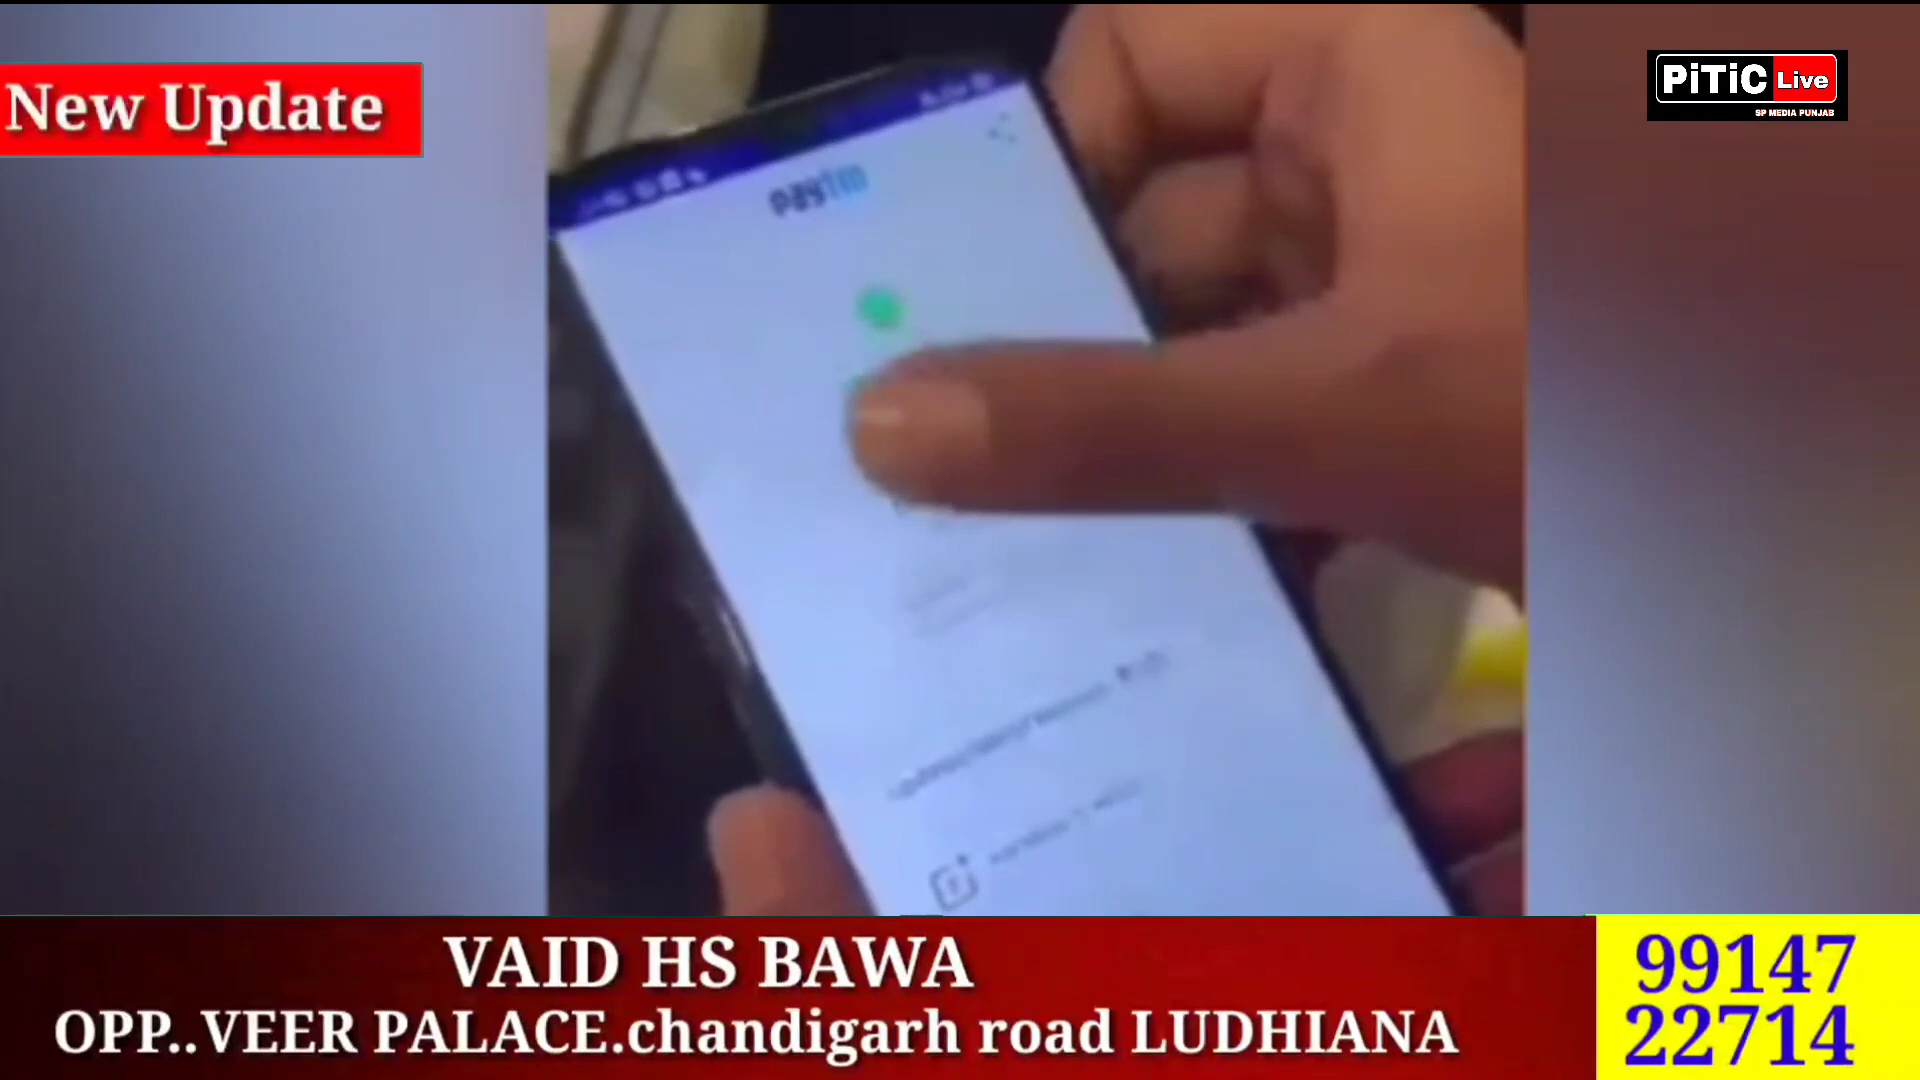 New Update
PiTiC Live
SP MEDIA PUNJAB
paytm
VAID HS BAWA
OPP..VEER PALACE.chandigarh road LUDHIANA
99147
22714